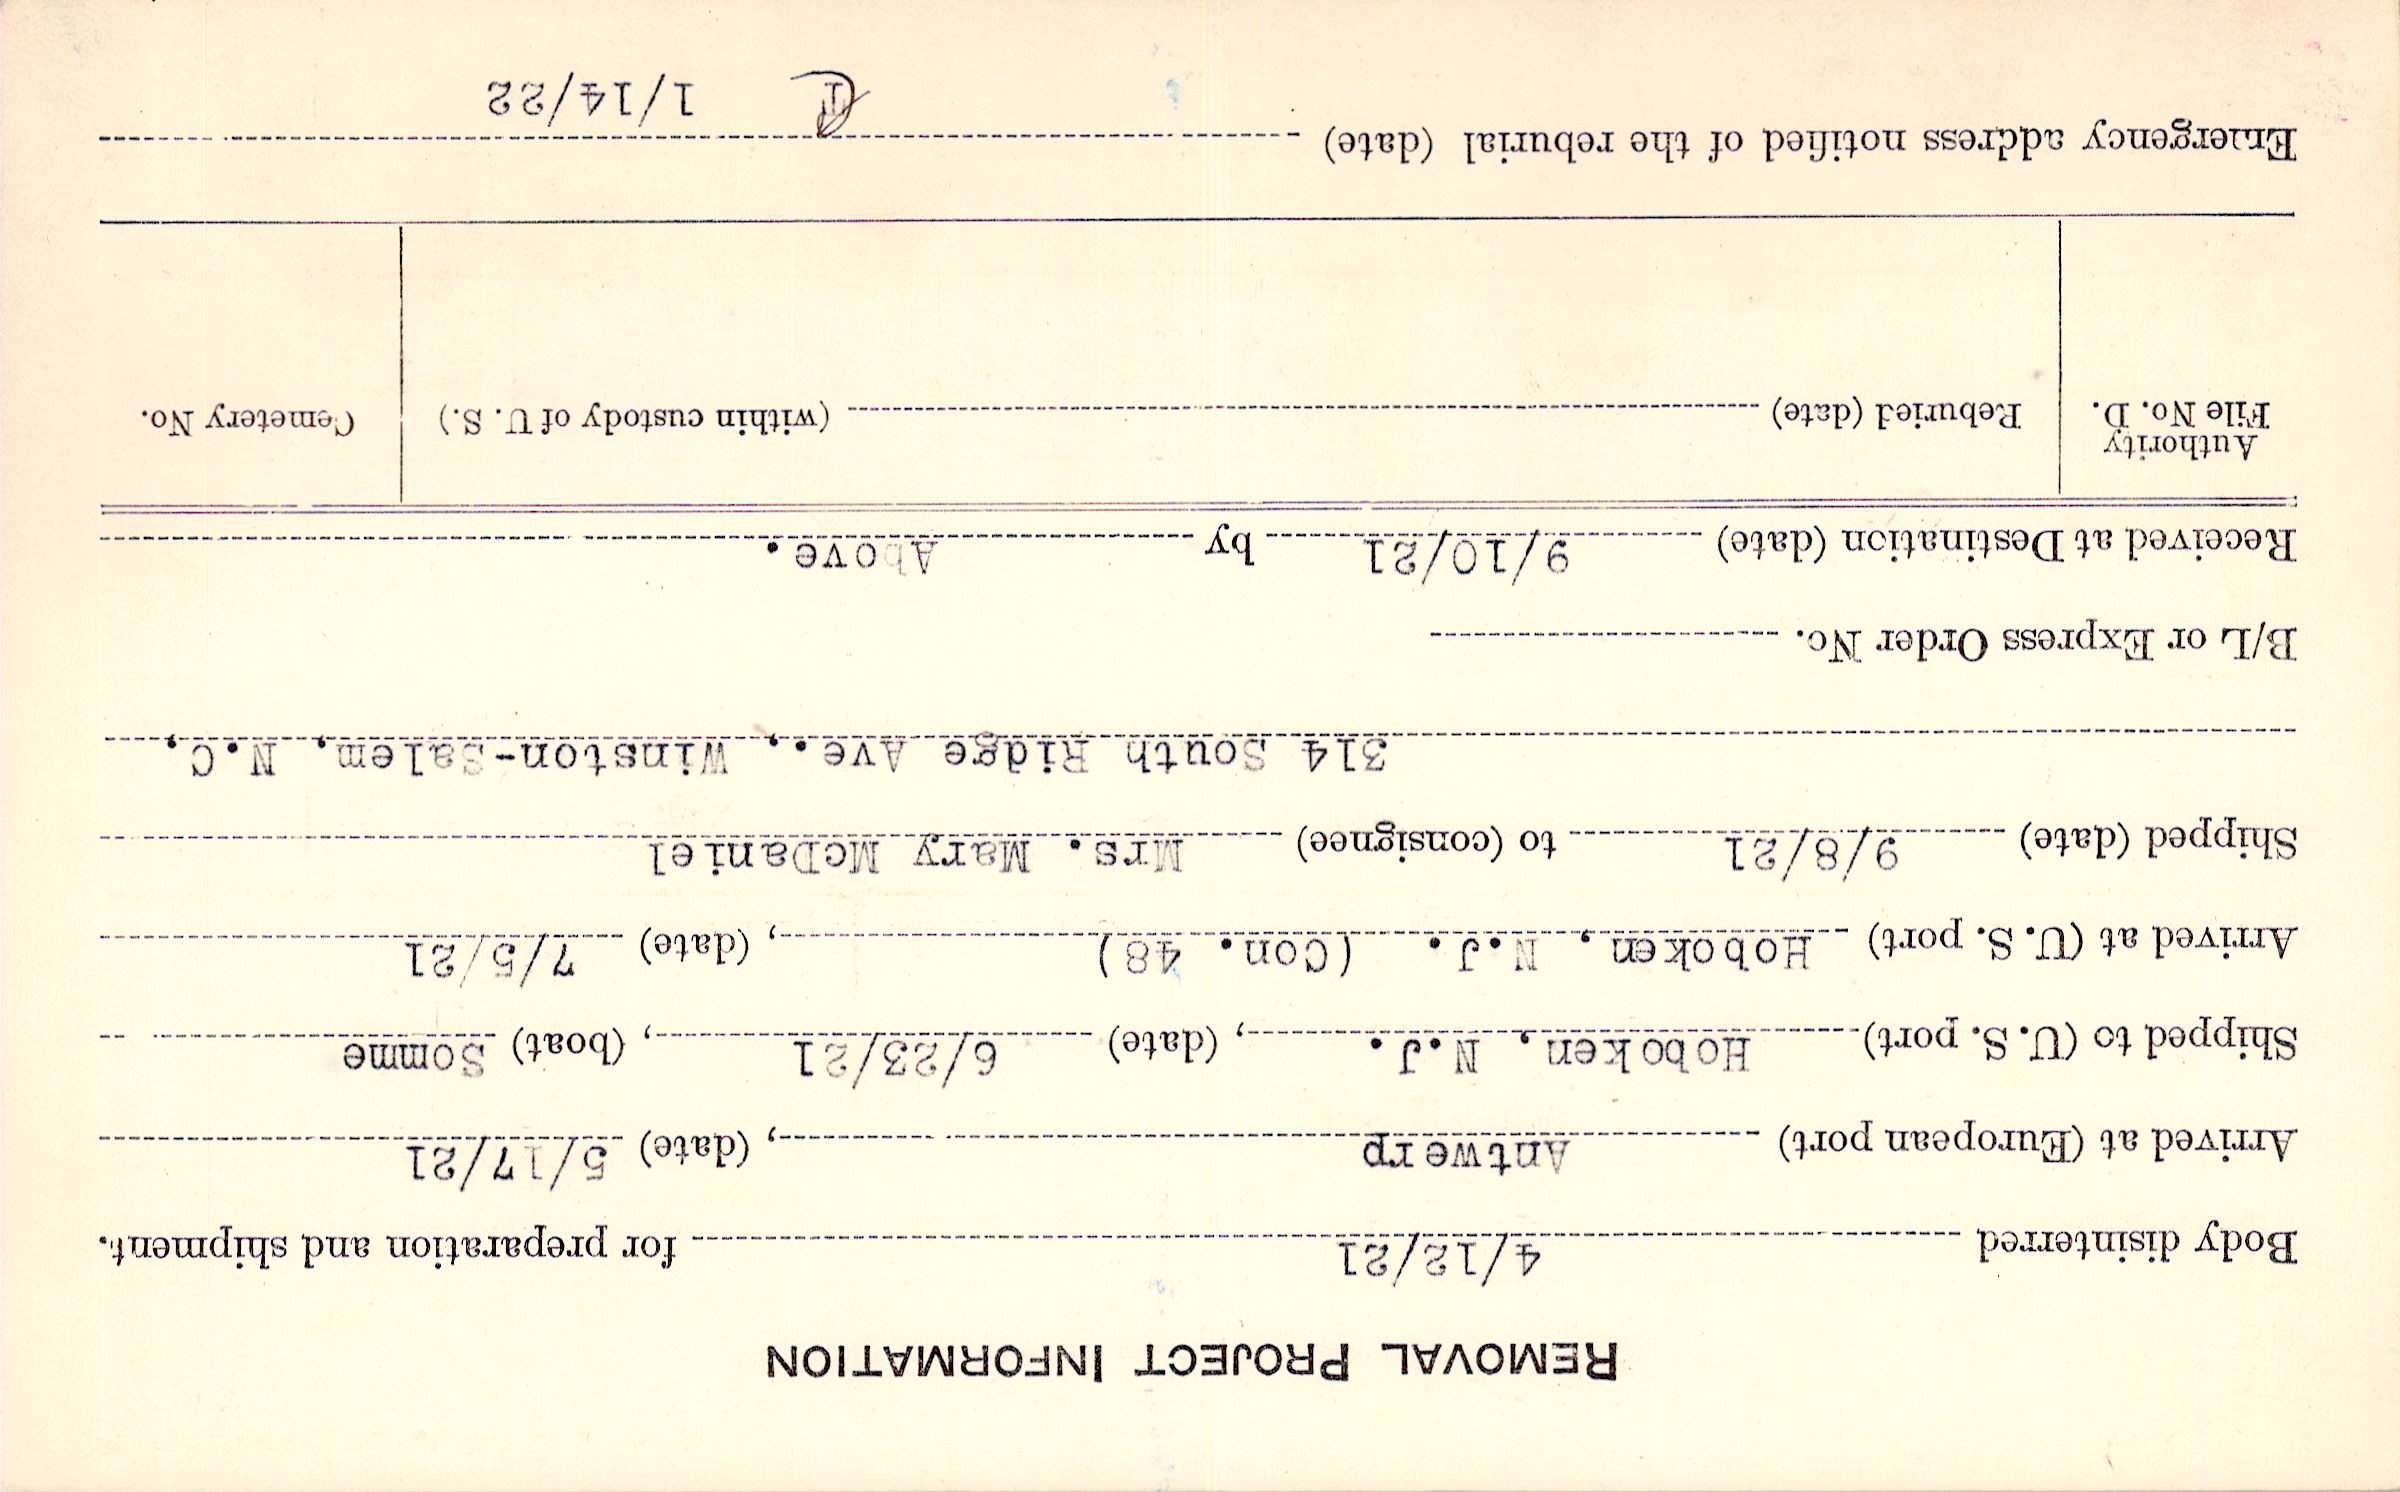 REMOVAL PROJECT INFORMATION
Body disinterred 4/12/21 for preparation and shipment.
Arrived at (European port) Antwerp, (date) 5/17/21
Shipped to (U. S. port) Hoboken, N.J., (date) 6/23/21, (boat) Somme
Arrived at (U. S. port) Hoboken, N.J. (Con. 48), (date) 7/5/21
Shipped (date) 9/8/21 to (consignee) Mrs. Mary McDaniel
314 South Ridge Ave., Winston-Salem, N.C,
B/L or Express Order No.
Received at Destination (date) 9/10/21 by Above.
Authority File No. D. Reburied (date) (within custody of U. S.) Cemetery No.
Emergency address notified of the reburial (date) 1/14/22